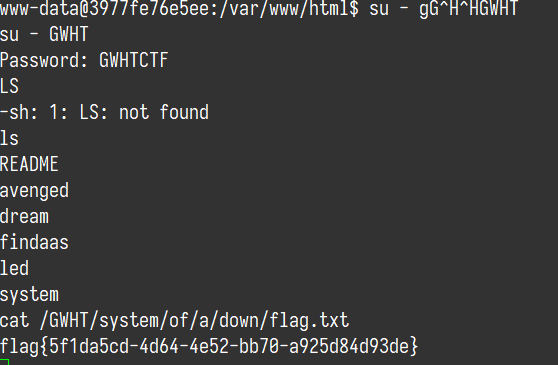 www-data@3977fe76e5ee:/var/www/html$ su - gG^H^HGWHT
su - GWHT
Password: GWHTCTF
LS
-sh: 1: LS: not found
ls
README
avenged
dream
findaas
led
system
cat /GWHT/system/of/a/down/flag.txt
flag{5f1da5cd-4d64-4e52-bb70-a925d84d93de}